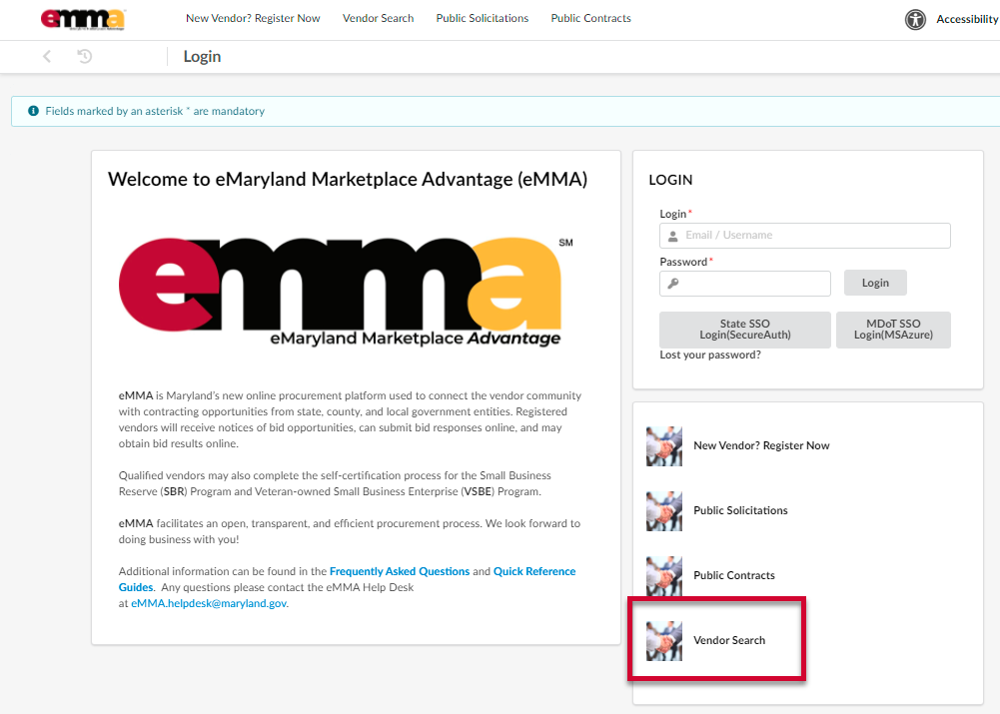 emma
New Vendor? Register Now Vendor Search Public Solicitations Public Contracts Accessibility
Login
Fields marked by an asterisk * are mandatory
Welcome to eMaryland Marketplace Advantage (eMMA)
emma SM
eMaryland Marketplace Advantage
eMMA is Maryland's new online procurement platform used to connect the vendor community
with contracting opportunities from state, county, and local government entities. Registered
vendors will receive notices of bid opportunities, can submit bid responses online, and may
obtain bid results online.
Qualified vendors may also complete the self-certification process for the Small Business
Reserve (SBR) Program and Veteran-owned Small Business Enterprise (VSBE) Program.
eMMA facilitates an open, transparent, and efficient procurement process. We look forward to
doing business with you!
Additional information can be found in the Frequently Asked Questions and Quick Reference
Guides. Any questions please contact the eMMA Help Desk
at eMMA.helpdesk@maryland.gov.
LOGIN
Login*
Email / Username
Password*
Login
State SSO
Login(SecureAuth)
MDoT SSO
Login(MSAzure)
Lost your password?
New Vendor? Register Now
Public Solicitations
Public Contracts
Vendor Search